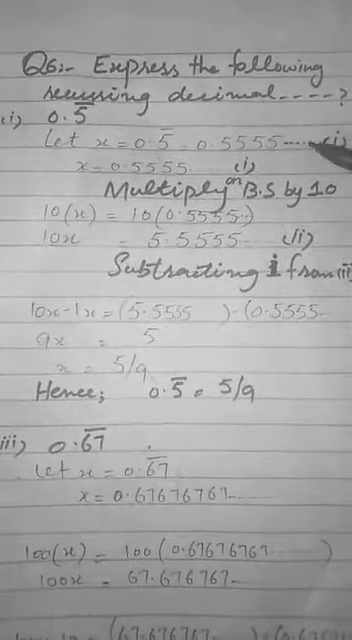 Q6:- Express the following
recurring decimal----?
(i) 0.5̅
Let x = 0.5̅ = 0.5555---- (i)
x = 0.5555 (i)
Multiply on B.S by 10
10(x) = 10(0.5555-)
10x = 5.5555- (ii)
Subtracting i from (ii)
10x-1x = (5.5555 )-(0.5555-
9x = 5
x = 5/9
Hence; 0.5̅ = 5/9
iii) 0.6̅7̅
Let x = 0.6̅7̅
x = 0.67676767--
100(x) = 100(0.67676767- )
100x = 67.676767-
(67.676767